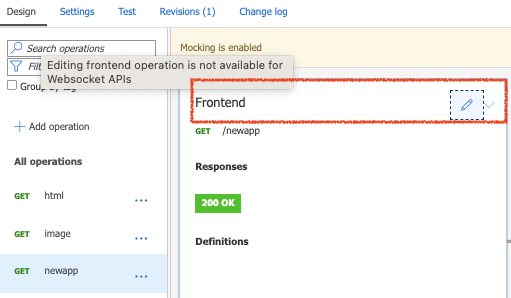 Design Settings Test Revisions (1) Change log
Search operations
Mocking is enabled
Editing frontend operation is not available for
Websocket APIs
Group by tag
Frontend
GET /newapp
Add operation
Responses
All operations
200 OK
GET html ...
Definitions
GET image ...
GET newapp ...